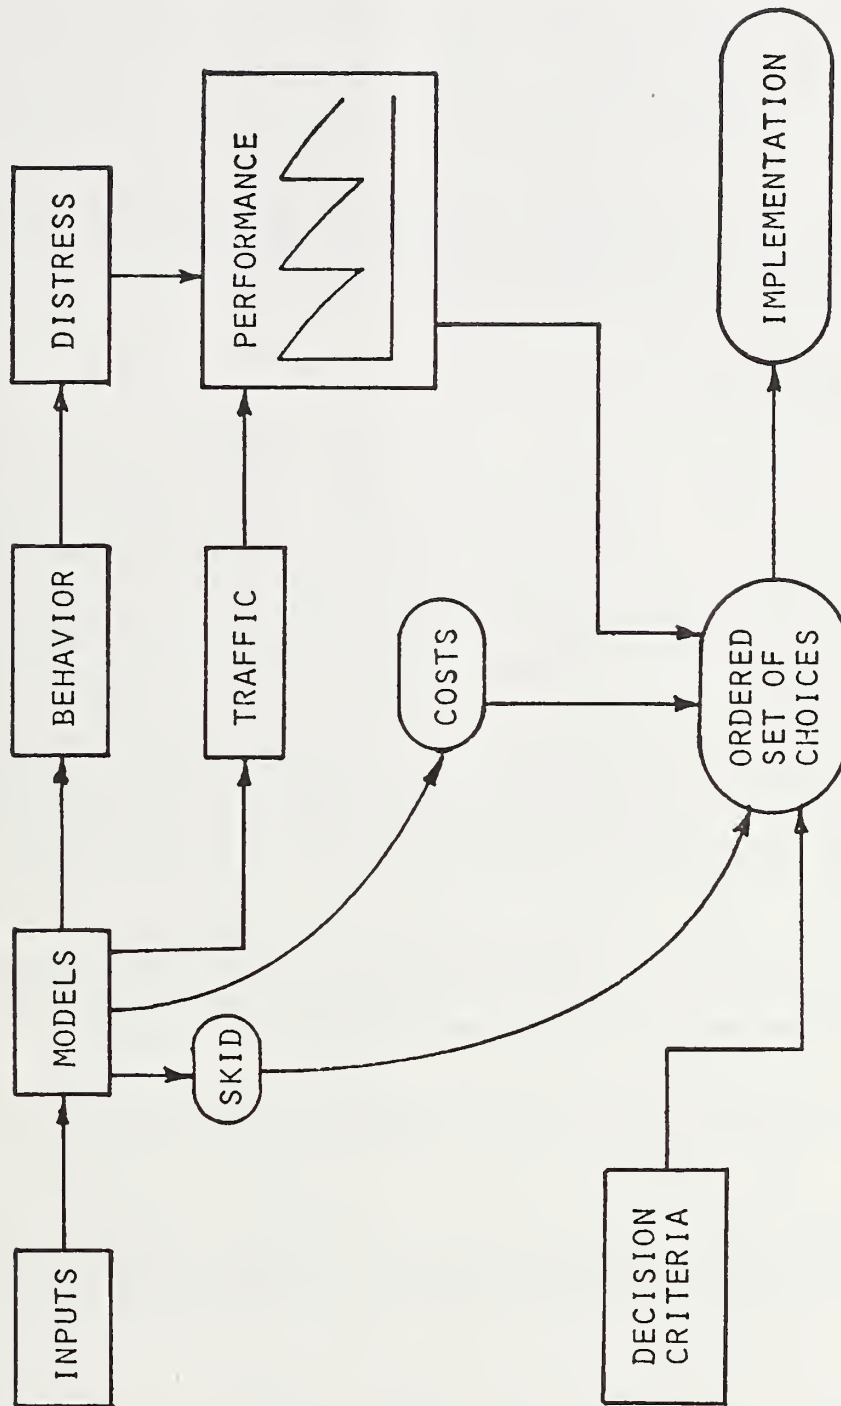 INPUTS
MODELS
BEHAVIOR
DISTRESS
SKID
TRAFFIC
PERFORMANCE
COSTS
DECISION
CRITERIA
ORDERED
SET OF
CHOICES
IMPLEMENTATION